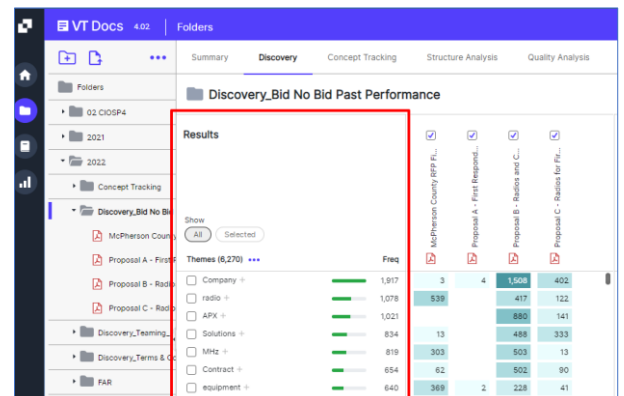 VT Docs 4.02 Folders
Summary Discovery Concept Tracking Structure Analysis Quality Analysis
Folders
Discovery_Bid No Bid Past Performance
02 CIOSP4
2021
Results
2022
Concept Tracking
Discovery_Bid No Bi
McPherson County
Proposal A - First F
Proposal B - Radio
Proposal C - Radio
Discovery_Teaming_
Discovery_Terms & Co
FAR
Show
All Selected
McPherson County RFP Fi...
Proposal A - First Respond...
Proposal B - Radios and C...
Proposal C - Radios for Fir...
Themes (6,270) ••• Freq
Company + 1,917 3 4 1,508 402
radio + 1,078 539 417 122
APX + 1,021 880 141
Solutions + 834 13 488 333
MHz + 819 303 503 13
Contract + 654 62 502 90
equipment + 640 369 2 228 41